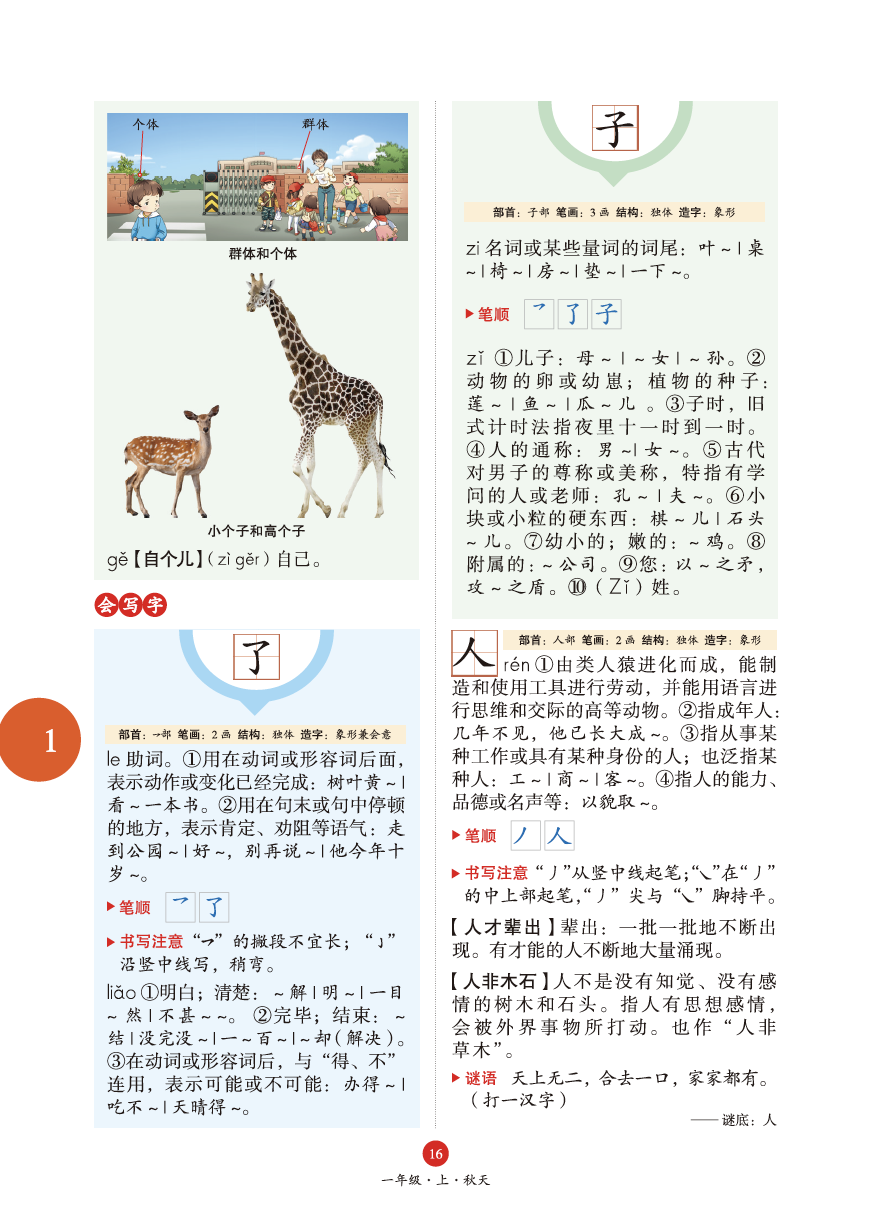 个体
群体
群体和个体
小个子和高个子
gě【自个儿】（zì gěr）自己。
会写字
了
部首：乛部 笔画：2画 结构：独体 造字：象形兼会意
le 助词。①用在动词或形容词后面，
表示动作或变化已经完成：树叶黄～|
看～一本书。②用在句末或句中停顿
的地方，表示肯定、劝阻等语气：走
到公园～|好～，别再说～|他今年十
岁～。
笔顺 乛 了
书写注意“乛”的撇段不宜长；“亅”
沿竖中线写，稍弯。
liǎo ①明白；清楚：～解|明～|一目
～然|不甚～～。②完毕；结束：～
结|没完没～|一～百～|～却（解决）。
③在动词或形容词后，与“得、不”
连用，表示可能或不可能：办得～|
吃不～|天晴得～。
1
子
部首：子部 笔画：3画 结构：独体 造字：象形
zi 名词或某些量词的词尾：叶～|桌
～|椅～|房～|垫～|一下～。
笔顺 乛 了 子
zǐ ①儿子：母～|～女|～孙。②
动物的卵或幼崽；植物的种子：
莲～|鱼～|瓜～儿。③子时，旧
式计时法指夜里十一时到一时。
④人的通称：男～|女～。⑤古代
对男子的尊称或美称，特指有学
问的人或老师：孔～|夫～。⑥小
块或小粒的硬东西：棋～儿|石头
～儿。⑦幼小的；嫩的：～鸡。⑧
附属的：～公司。⑨您：以～之矛，
攻～之盾。⑩（Zǐ）姓。
人
部首：人部 笔画：2画 结构：独体 造字：象形
rén ①由类人猿进化而成，能制
造和使用工具进行劳动，并能用语言进
行思维和交际的高等动物。②指成年人：
几年不见，他已长大成～。③指从事某
种工作或具有某种身份的人；也泛指某
种人：工～|商～|客～。④指人的能力、
品德或名声等：以貌取～。
笔顺 丿 人
书写注意“丿”从竖中线起笔；“㇏”在“丿”
的中上部起笔，“丿”尖与“㇏”脚持平。
【人才辈出】辈出：一批一批地不断出
现。有才能的人不断地大量涌现。
【人非木石】人不是没有知觉、没有感
情的树木和石头。指人有思想感情，
会被外界事物所打动。也作“人非
草木”。
谜语 天上无二，合去一口，家家都有。
（打一汉字）
——谜底：人
16
一年级·上·秋天